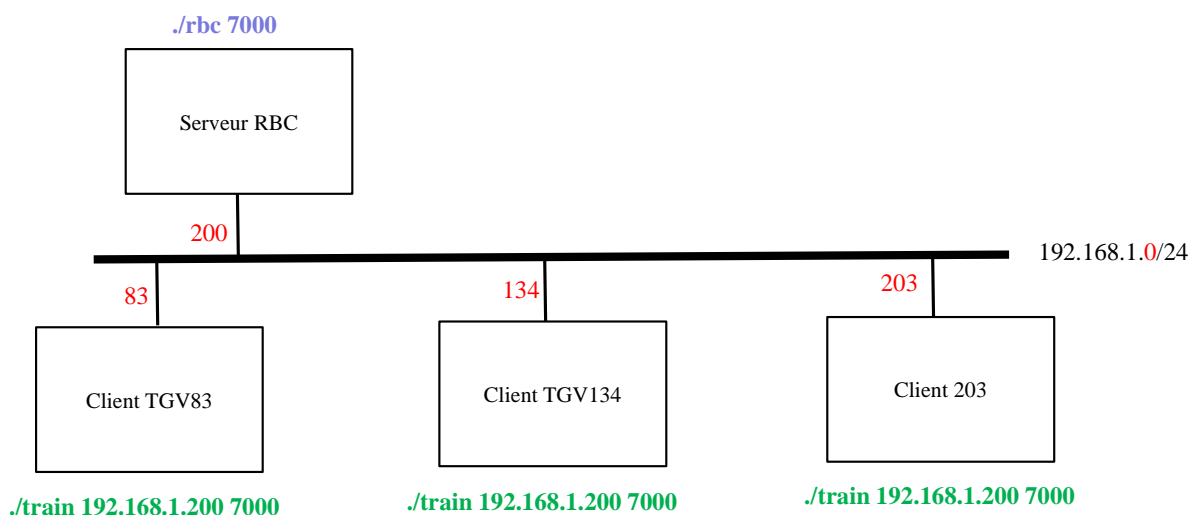 ./rbc 7000
Serveur RBC
200
192.168.1.0/24
83
134
203
Client TGV83
Client TGV134
Client 203
./train 192.168.1.200 7000
./train 192.168.1.200 7000
./train 192.168.1.200 7000